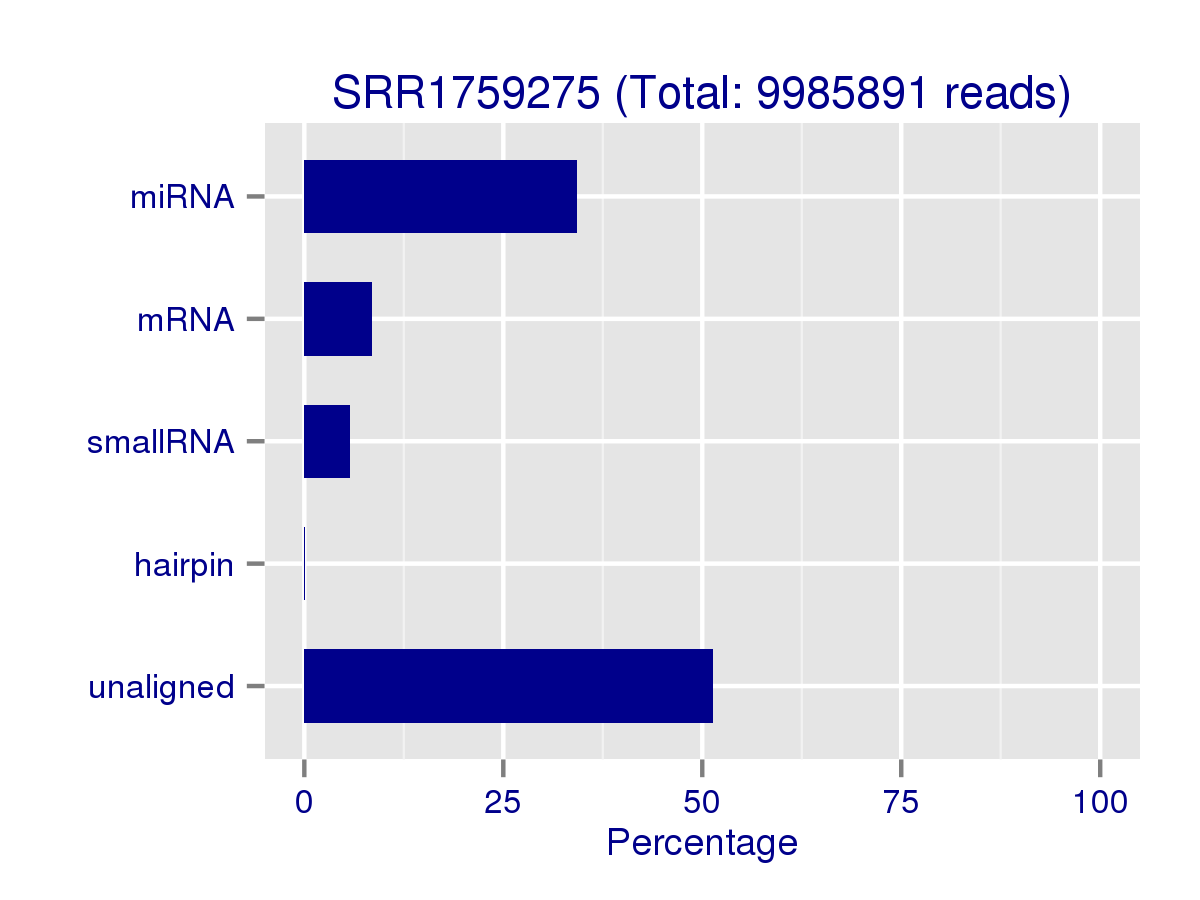 SRR1759275 (Total: 9985891 reads)
miRNA
mRNA
smallRNA
hairpin
unaligned
0 25 50 75 100
Percentage